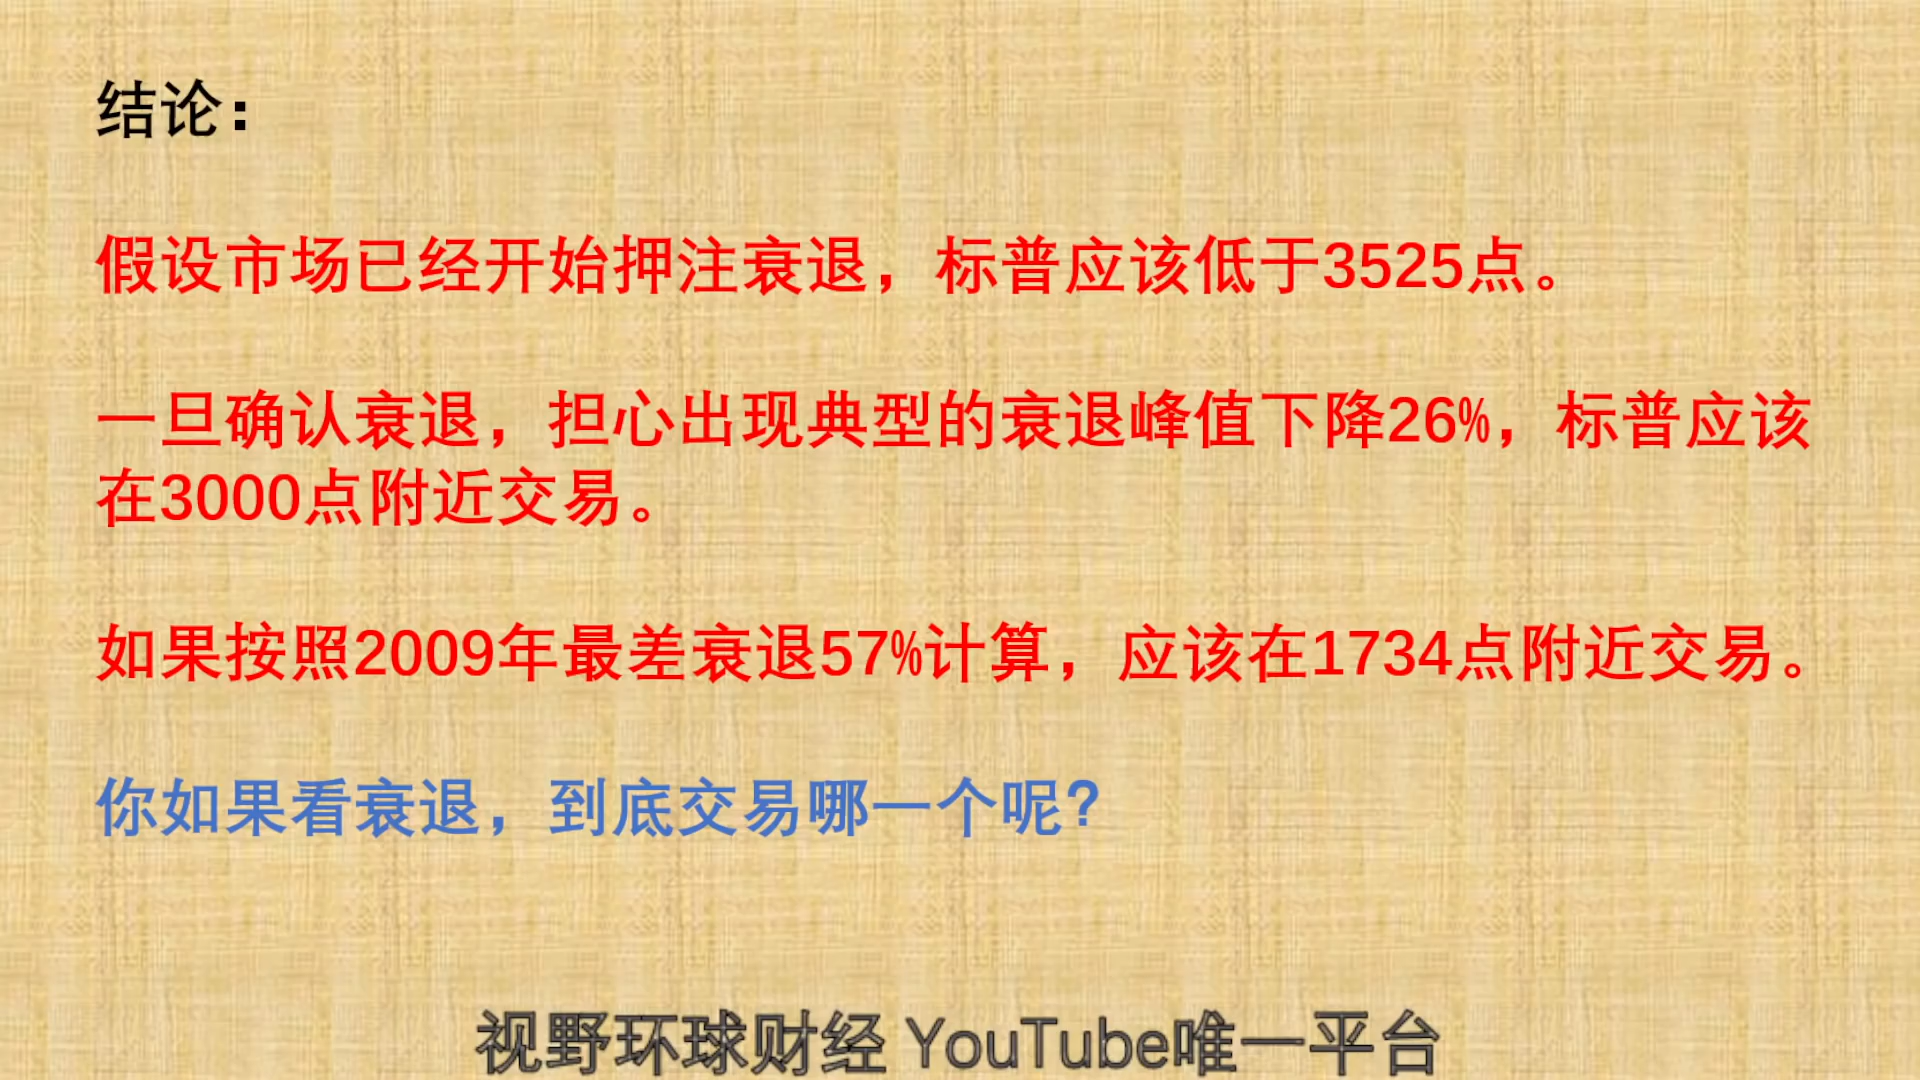 结论：
假设市场已经开始押注衰退，标普应该低于3525点。
一旦确认衰退，担心出现典型的衰退峰值下降26%，标普应该
在3000点附近交易。
如果按照2009年最差衰退57%计算，应该在1734点附近交易。
你如果看衰退，到底交易哪一个呢？
视野环球财经 YouTube唯一平台